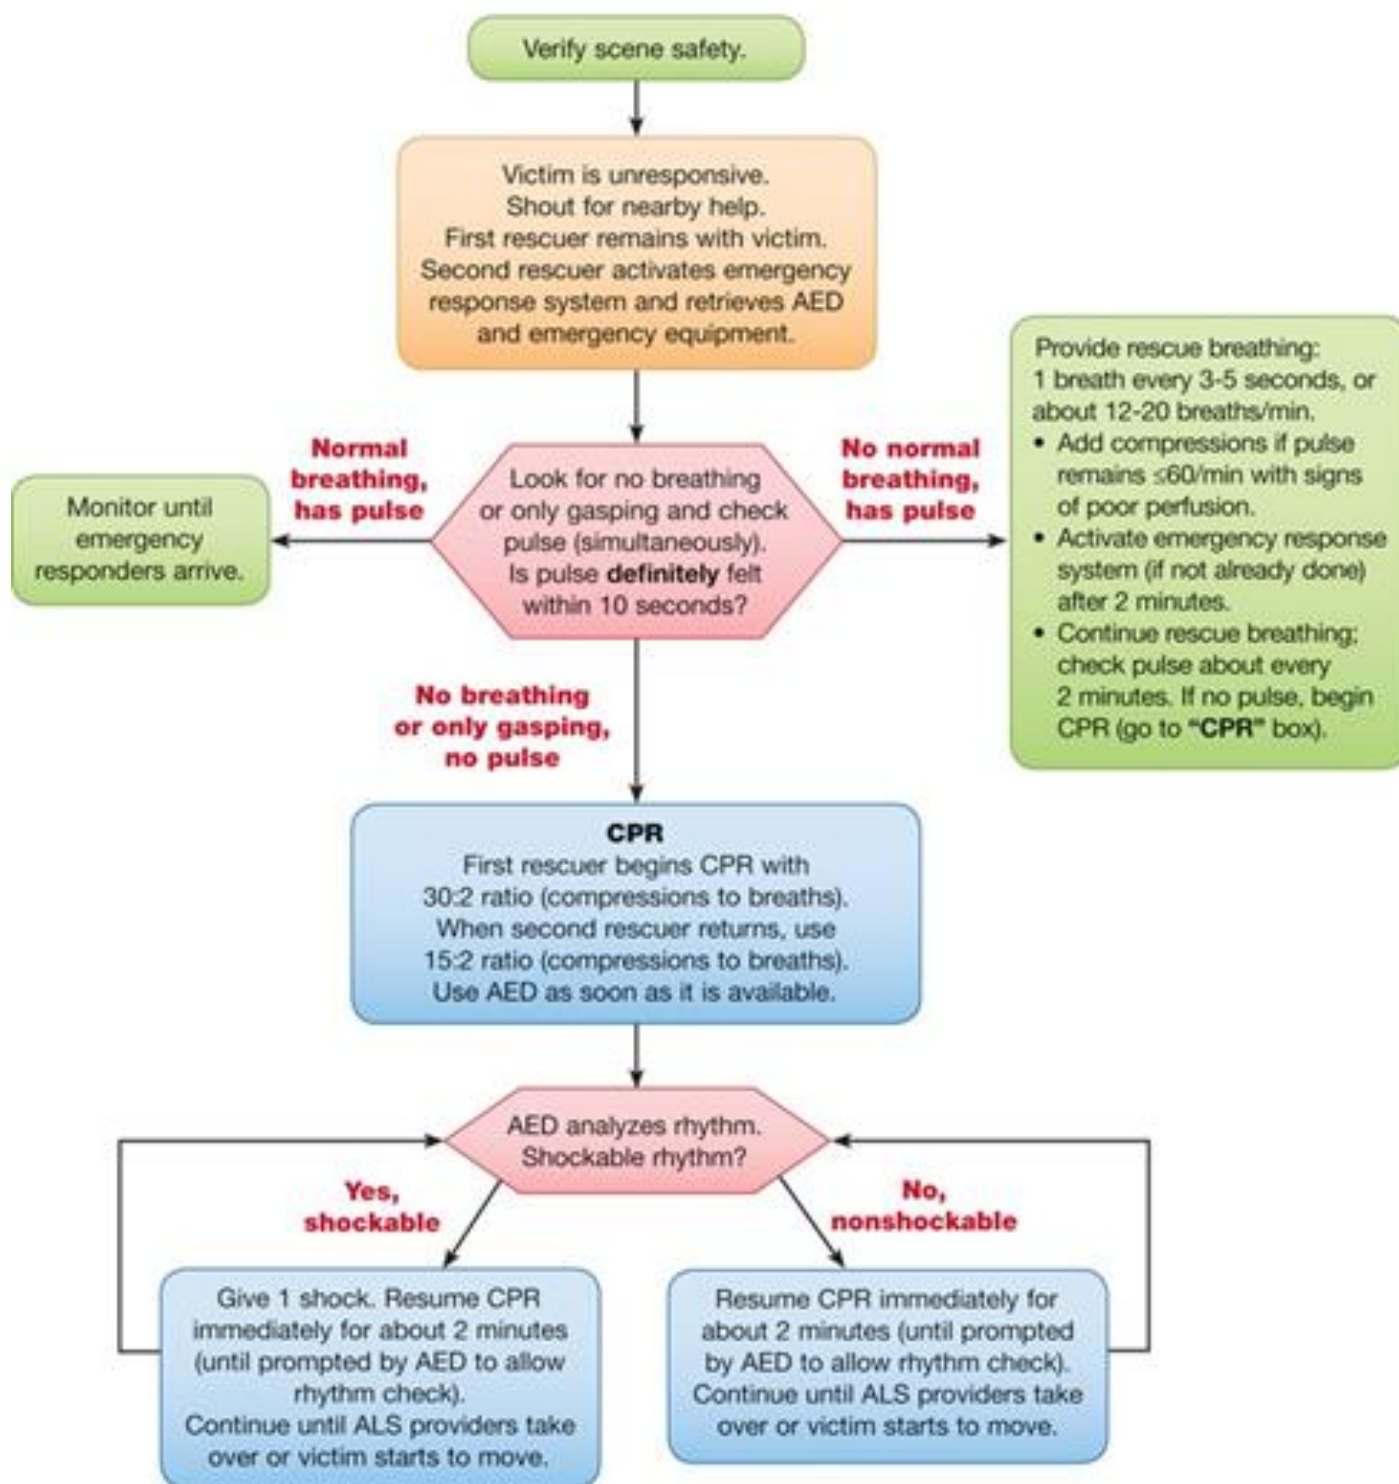 Verify scene safety.
Victim is unresponsive.
Shout for nearby help.
First rescuer remains with victim.
Second rescuer activates emergency
response system and retrieves AED
and emergency equipment.
Normal
breathing,
has pulse
Monitor until
emergency
responders arrive.
Look for no breathing
or only gasping and check
pulse (simultaneously).
Is pulse definitely felt
within 10 seconds?
No normal
breathing,
has pulse
Provide rescue breathing:
1 breath every 3-5 seconds, or
about 12-20 breaths/min.
• Add compressions if pulse
remains ≤60/min with signs
of poor perfusion.
• Activate emergency response
system (if not already done)
after 2 minutes.
• Continue rescue breathing;
check pulse about every
2 minutes. If no pulse, begin
CPR (go to “CPR” box).
No breathing
or only gasping,
no pulse
CPR
First rescuer begins CPR with
30:2 ratio (compressions to breaths).
When second rescuer returns, use
15:2 ratio (compressions to breaths).
Use AED as soon as it is available.
AED analyzes rhythm.
Shockable rhythm?
Yes,
shockable
No,
nonshockable
Give 1 shock. Resume CPR
immediately for about 2 minutes
(until prompted by AED to allow
rhythm check).
Continue until ALS providers take
over or victim starts to move.
Resume CPR immediately for
about 2 minutes (until prompted
by AED to allow rhythm check).
Continue until ALS providers take
over or victim starts to move.